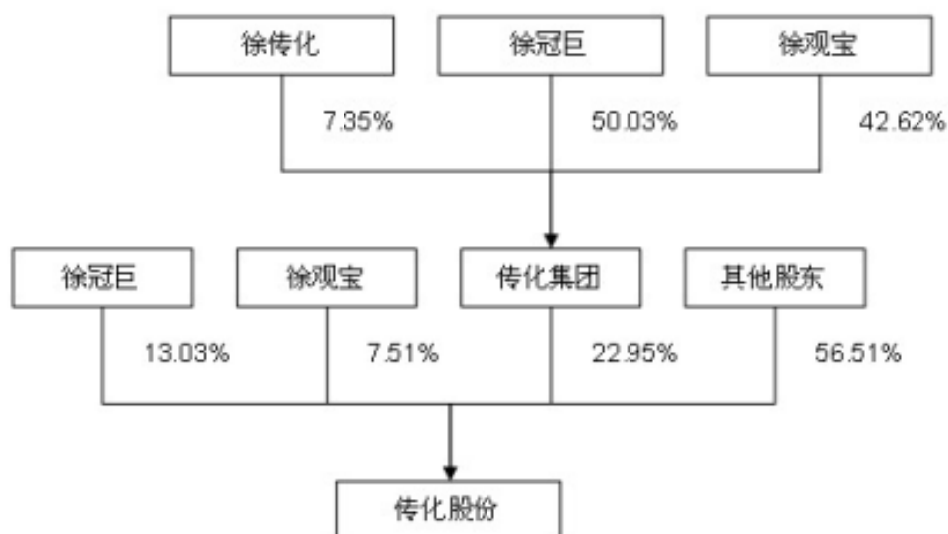 徐传化 徐冠巨 徐观宝
7.35% 50.03% 42.62%
徐冠巨 徐观宝 传化集团 其他股东
13.03% 7.51% 22.95% 56.51%
传化股份